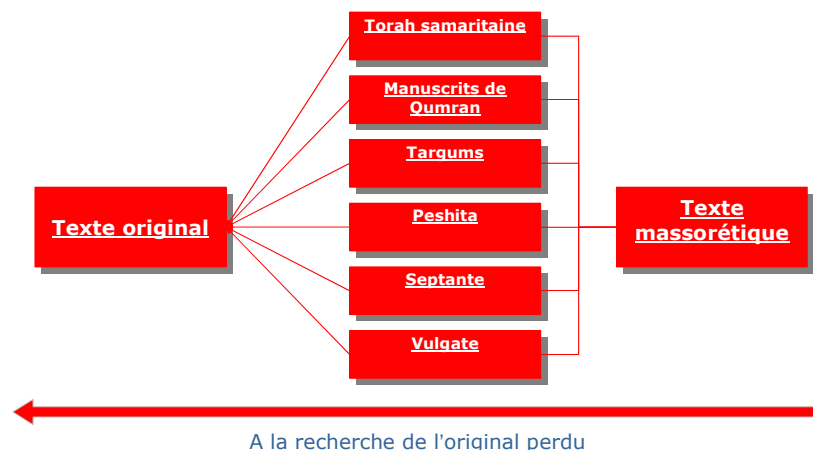 Torah samaritaine
Manuscrits de
Qumran
Targums
Texte original
Peshita
Texte
massorétique
Septante
Vulgate
A la recherche de l'original perdu